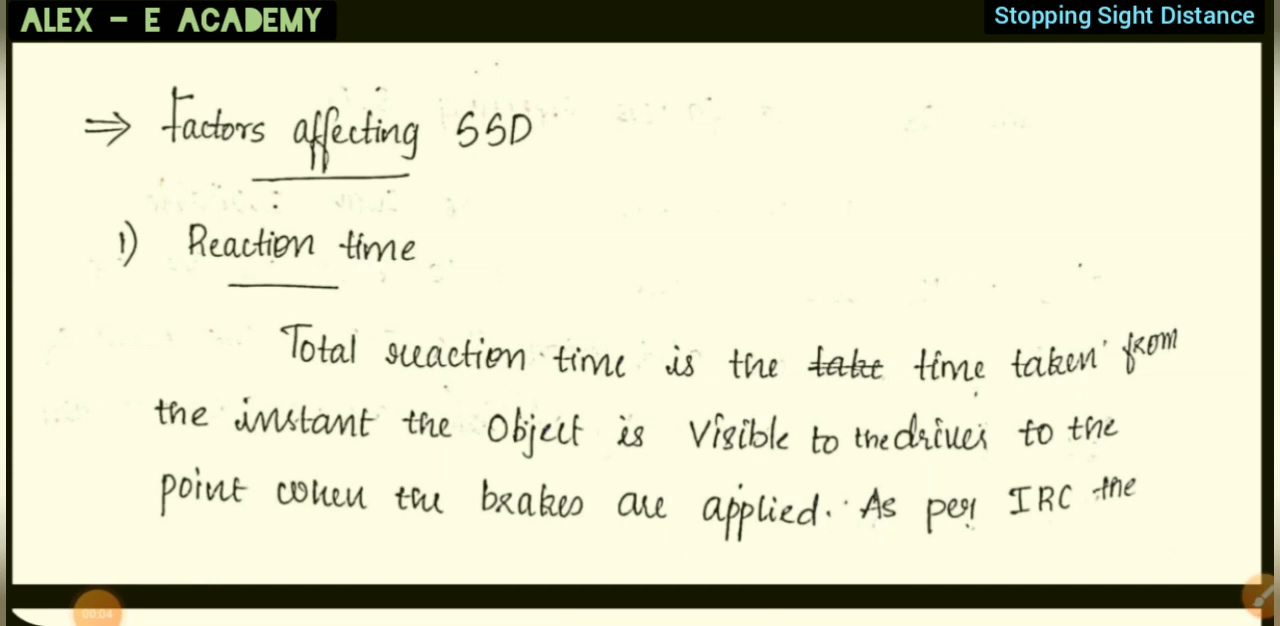 ALEX - E ACADEMY
Stopping Sight Distance
⇒ Factors affecting SSD
1) Reaction time
Total reaction time is the take time taken from
the instant the Object is Visible to the driver to the
point when the brakes are applied. As per IRC the
00:04